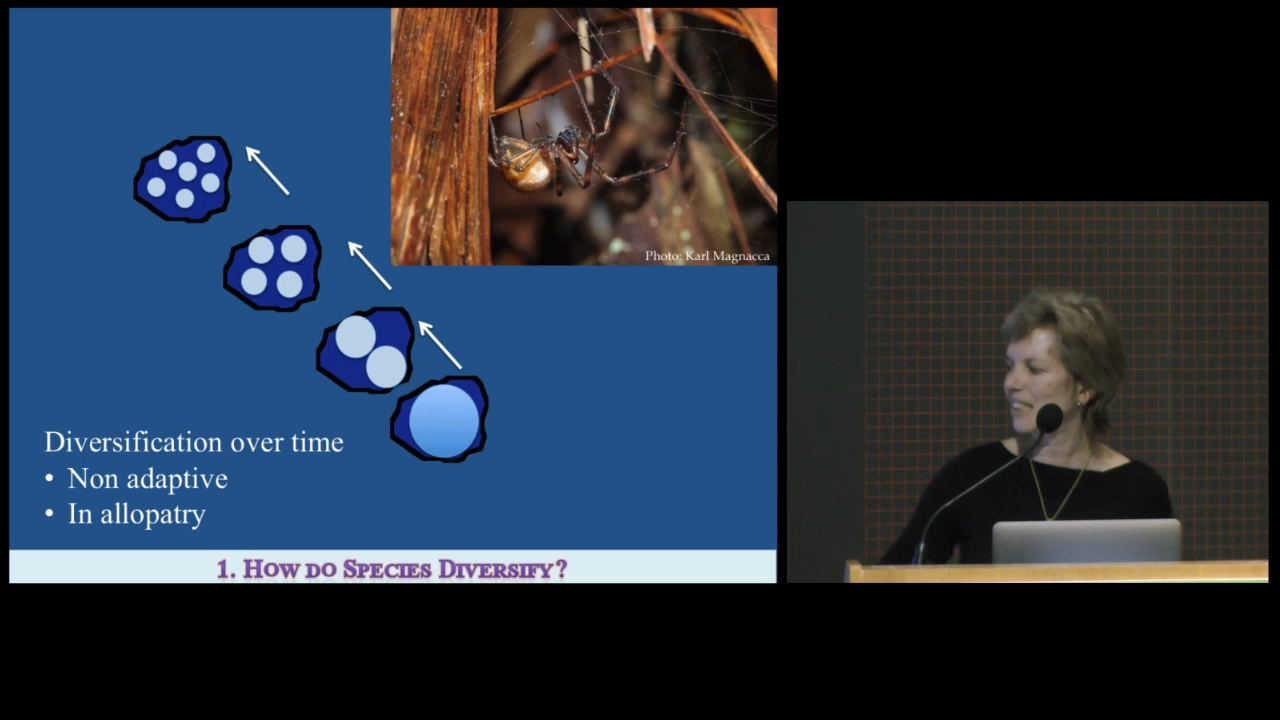 Photo: Karl Magnacca
Diversification over time
• Non adaptive
• In allopatry
1. How do Species Diversify?